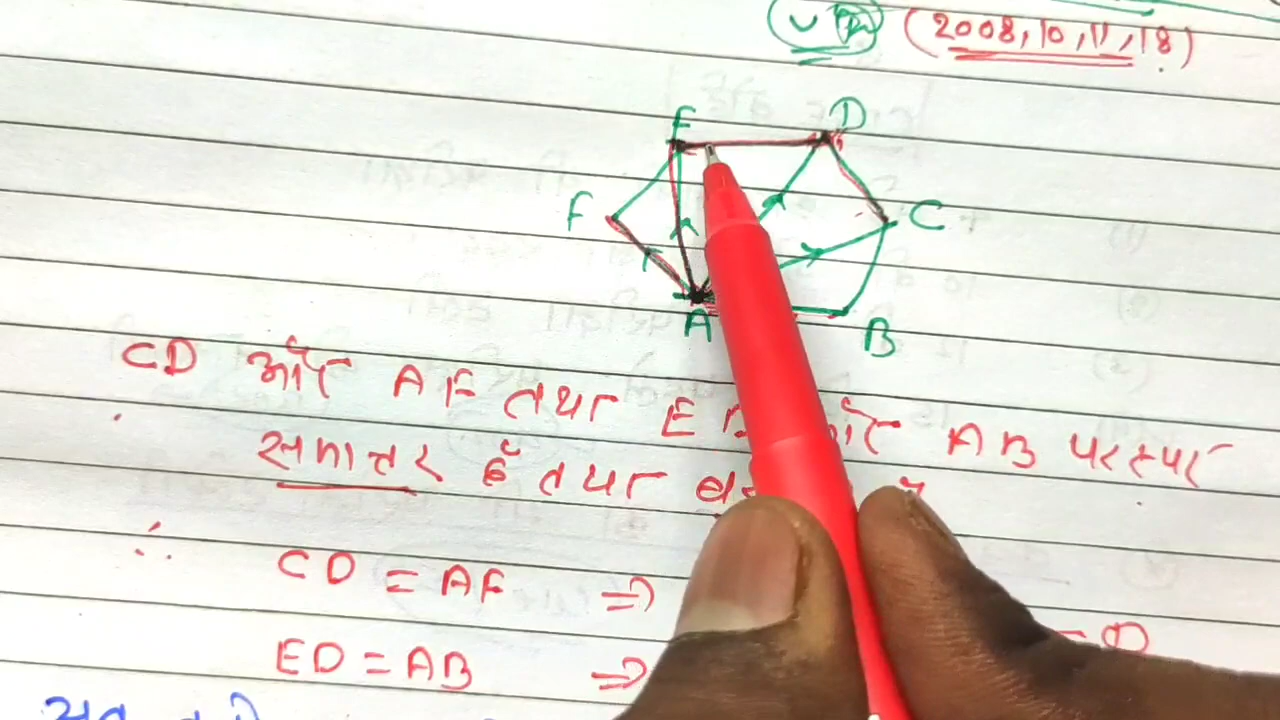 (2008, 10, 11, 18)
E D
F C
A B
CD और AF तथा E और AB परस्पर
समान्तर हैं तथा
∴ CD = AF ⇒
ED = AB ⇒